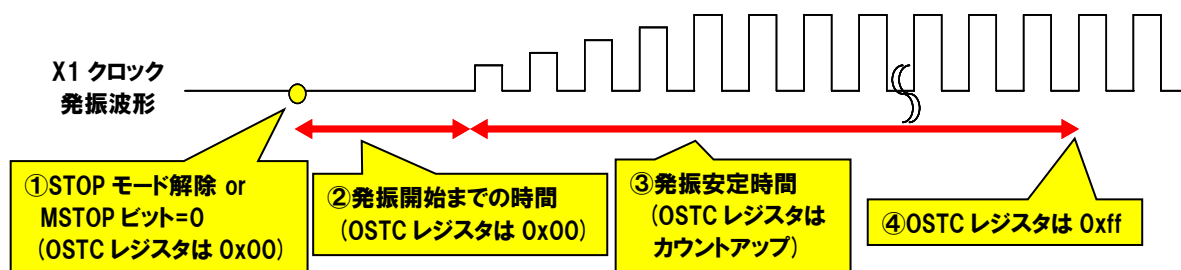 X1 クロック
発振波形
①STOP モード解除 or
MSTOP ビット=0
(OSTC レジスタは 0x00)
②発振開始までの時間
(OSTC レジスタは 0x00)
③発振安定時間
(OSTC レジスタは
カウントアップ)
④OSTC レジスタは 0xff